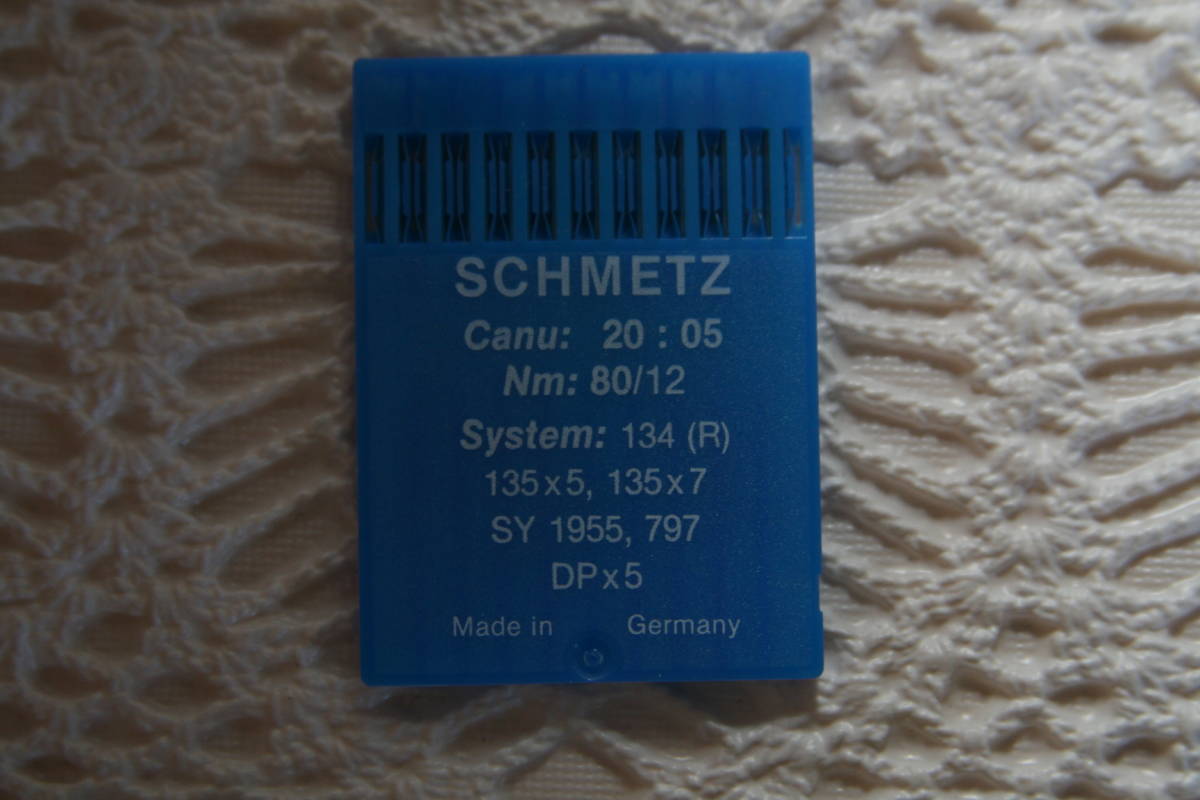 SCHMETZ
Canu: 20 : 05
Nm: 80/12
System: 134 (R)
135x5, 135x7
SY 1955, 797
DPx5
Made in Germany